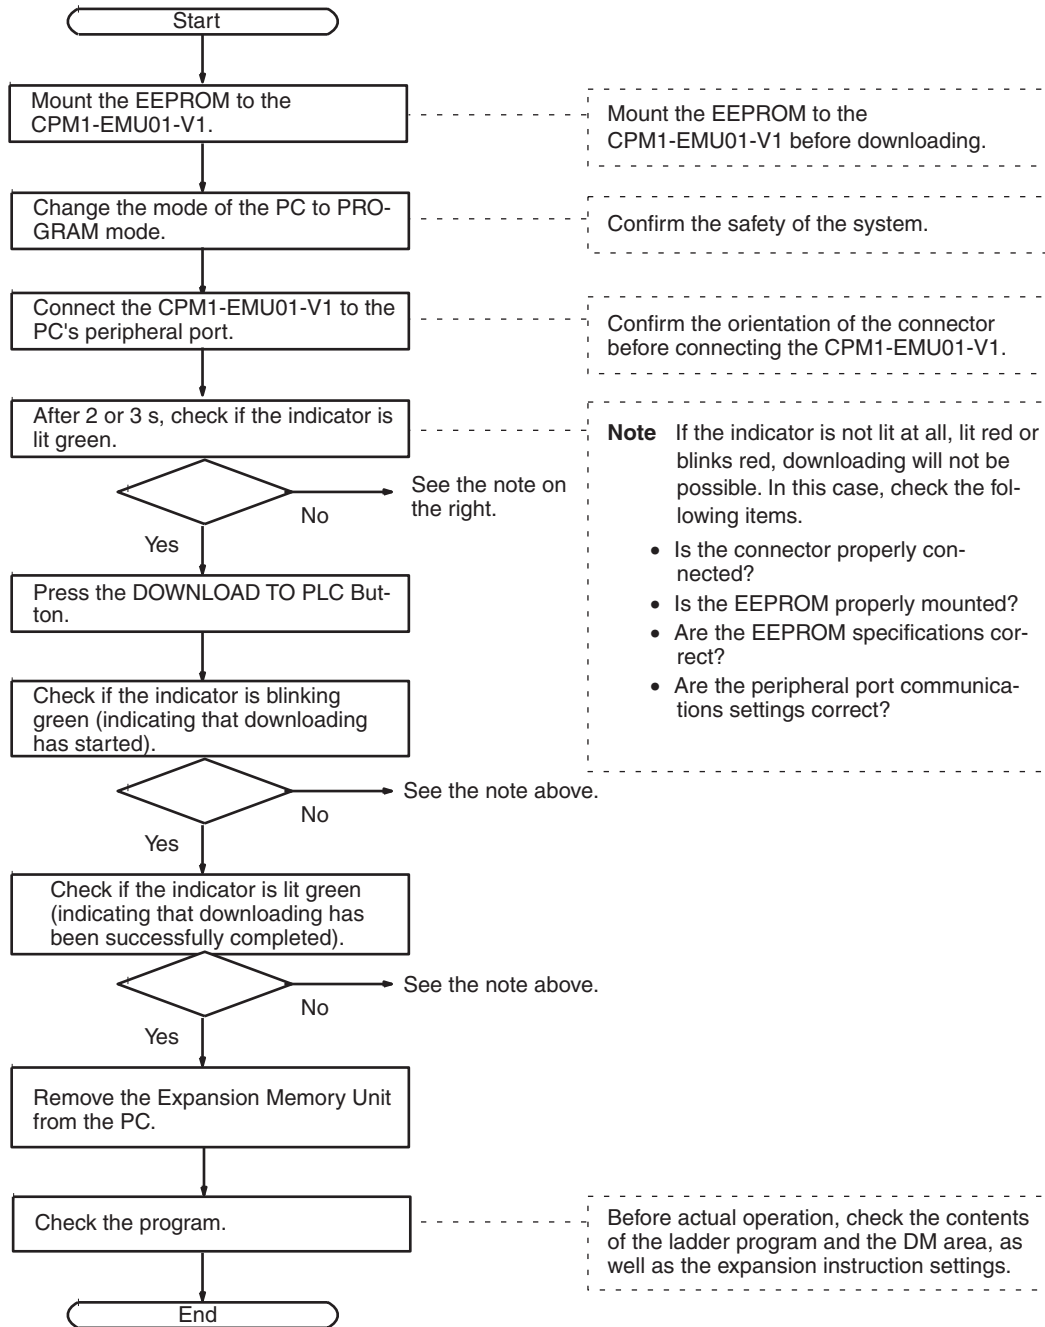 Start
Mount the EEPROM to the
CPM1-EMU01-V1.
Mount the EEPROM to the
CPM1-EMU01-V1 before downloading.
Change the mode of the PC to PRO-
GRAM mode.
Confirm the safety of the system.
Connect the CPM1-EMU01-V1 to the
PC's peripheral port.
Confirm the orientation of the connector
before connecting the CPM1-EMU01-V1.
After 2 or 3 s, check if the indicator is
lit green.
Note If the indicator is not lit at all, lit red or
blinks red, downloading will not be
possible. In this case, check the fol-
lowing items.
• Is the connector properly con-
nected?
• Is the EEPROM properly mounted?
• Are the EEPROM specifications cor-
rect?
• Are the peripheral port communica-
tions settings correct?
No
See the note on
the right.
Yes
Press the DOWNLOAD TO PLC But-
ton.
Check if the indicator is blinking
green (indicating that downloading
has started).
No
See the note above.
Yes
Check if the indicator is lit green
(indicating that downloading has
been successfully completed).
No
See the note above.
Yes
Remove the Expansion Memory Unit
from the PC.
Check the program.
Before actual operation, check the contents
of the ladder program and the DM area, as
well as the expansion instruction settings.
End